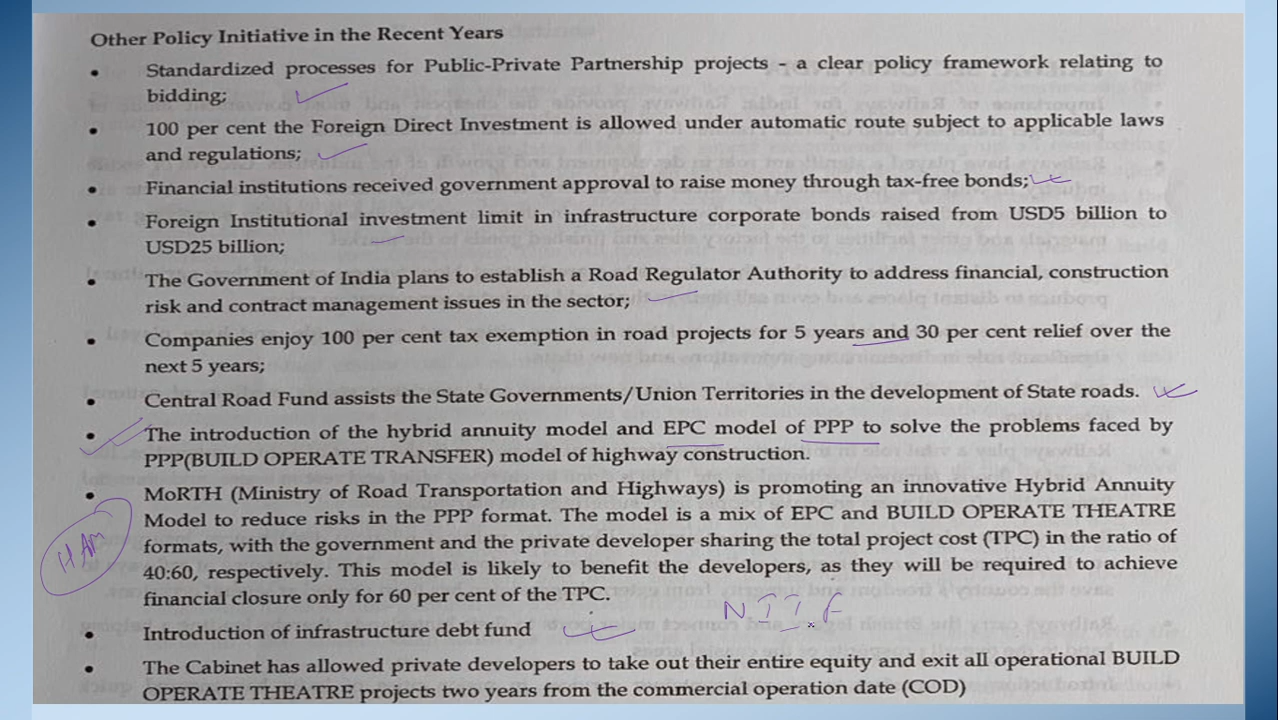 Other Policy Initiative in the Recent Years
• Standardized processes for Public-Private Partnership projects - a clear policy framework relating to
bidding;
• 100 per cent the Foreign Direct Investment is allowed under automatic route subject to applicable laws
and regulations;
• Financial institutions received government approval to raise money through tax-free bonds;
• Foreign Institutional investment limit in infrastructure corporate bonds raised from USD5 billion to
USD25 billion;
• The Government of India plans to establish a Road Regulator Authority to address financial, construction
risk and contract management issues in the sector;
• Companies enjoy 100 per cent tax exemption in road projects for 5 years and 30 per cent relief over the
next 5 years;
• Central Road Fund assists the State Governments/Union Territories in the development of State roads.
• The introduction of the hybrid annuity model and EPC model of PPP to solve the problems faced by
PPP(BUILD OPERATE TRANSFER) model of highway construction.
• MoRTH (Ministry of Road Transportation and Highways) is promoting an innovative Hybrid Annuity
Model to reduce risks in the PPP format. The model is a mix of EPC and BUILD OPERATE THEATRE
formats, with the government and the private developer sharing the total project cost (TPC) in the ratio of
HAM
40:60, respectively. This model is likely to benefit the developers, as they will be required to achieve
financial closure only for 60 per cent of the TPC.
NIIF
• Introduction of infrastructure debt fund
• The Cabinet has allowed private developers to take out their entire equity and exit all operational BUILD
OPERATE THEATRE projects two years from the commercial operation date (COD)